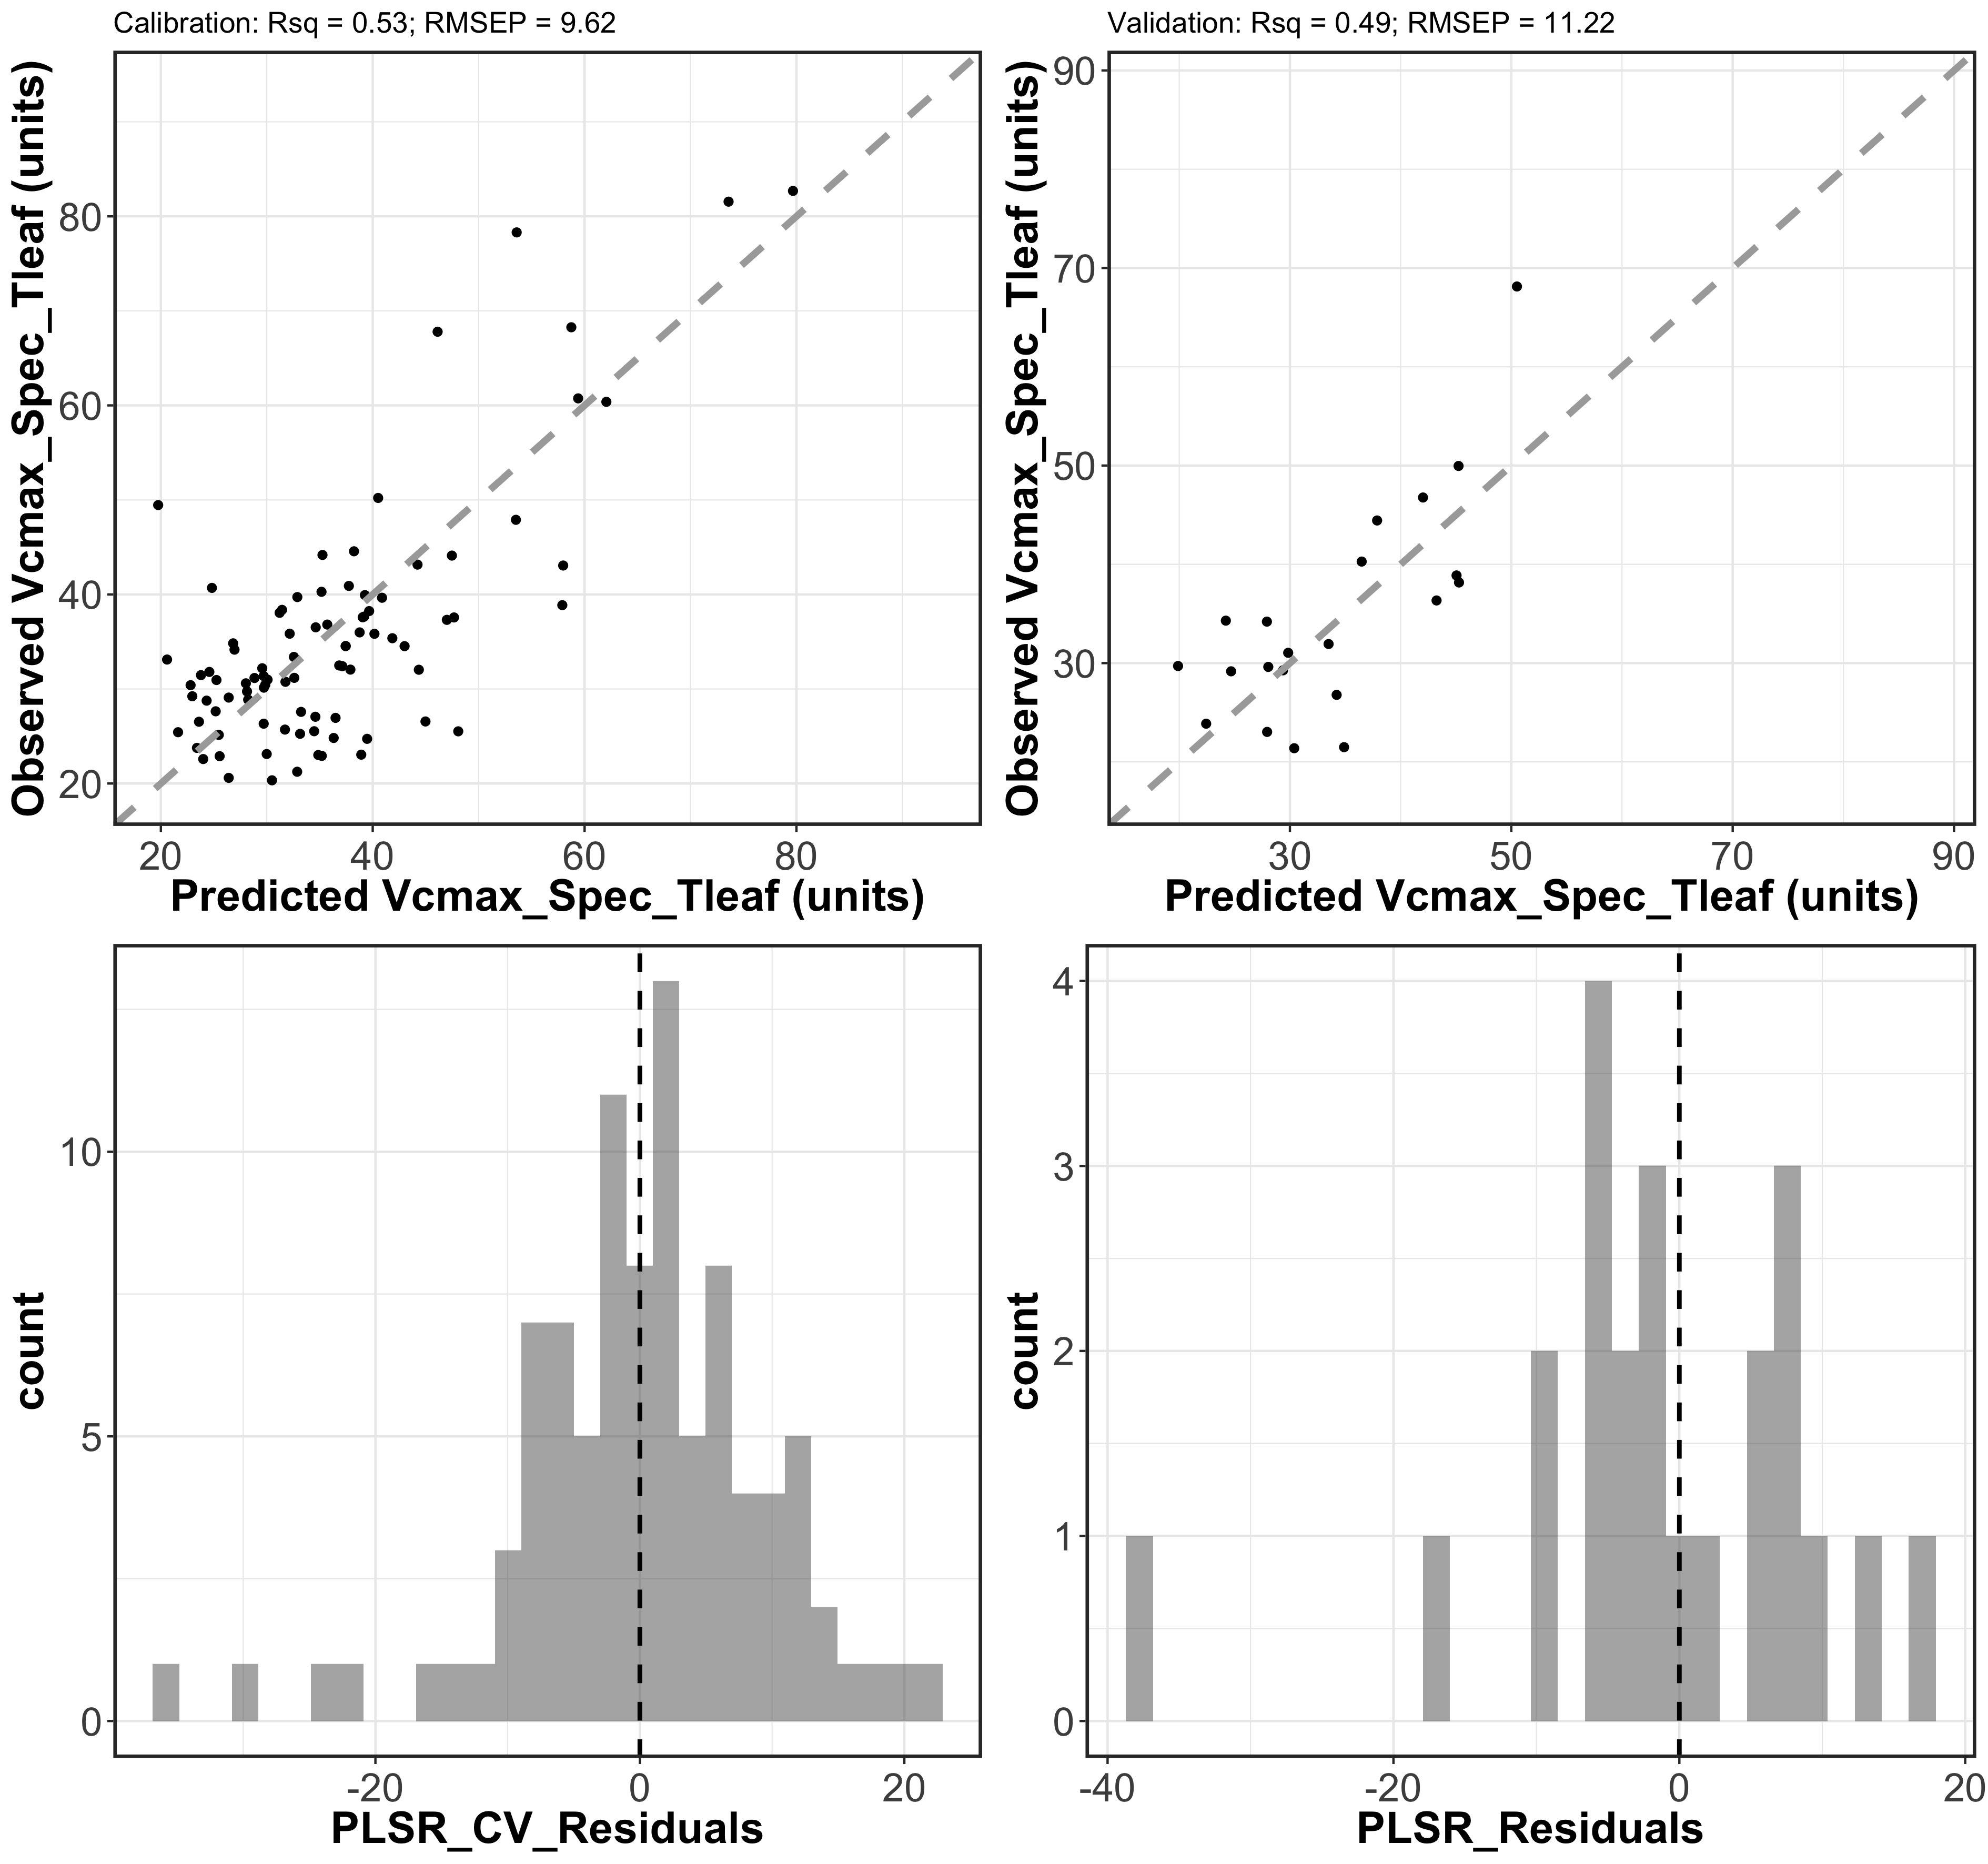 Calibration: Rsq = 0.53; RMSEP = 9.62
Observed Vcmax_Spec_Tleaf (units)
80
60
40
20
20 40 60 80
Predicted Vcmax_Spec_Tleaf (units)
Validation: Rsq = 0.49; RMSEP = 11.22
Observed Vcmax_Spec_Tleaf (units)
90
70
50
30
30 50 70 90
Predicted Vcmax_Spec_Tleaf (units)
count
10
5
0
-20 0 20
PLSR_CV_Residuals
count
4
3
2
1
0
-40 -20 0 20
PLSR_Residuals